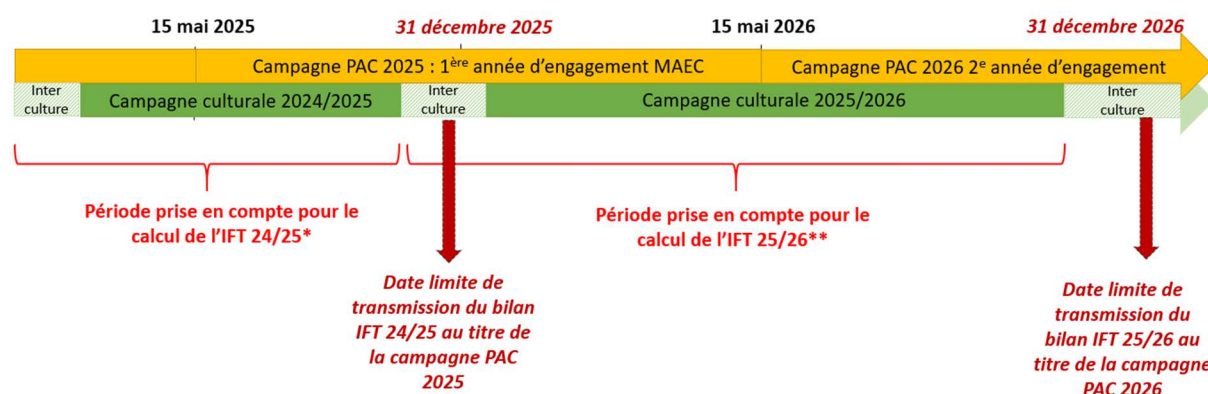 15 mai 2025
31 décembre 2025
15 mai 2026
31 décembre 2026
Campagne PAC 2025 : 1ère année d'engagement MAEC
Campagne PAC 2026 2e année d'engagement
Inter
culture
Campagne culturale 2024/2025
Inter
culture
Campagne culturale 2025/2026
Inter
culture
Période prise en compte pour le
calcul de l'IFT 24/25*
Période prise en compte pour le
calcul de l'IFT 25/26**
Date limite de
transmission du bilan
IFT 24/25 au titre de
la campagne PAC
2025
Date limite de
transmission du
bilan IFT 25/26 au
titre de la campagne
PAC 2026